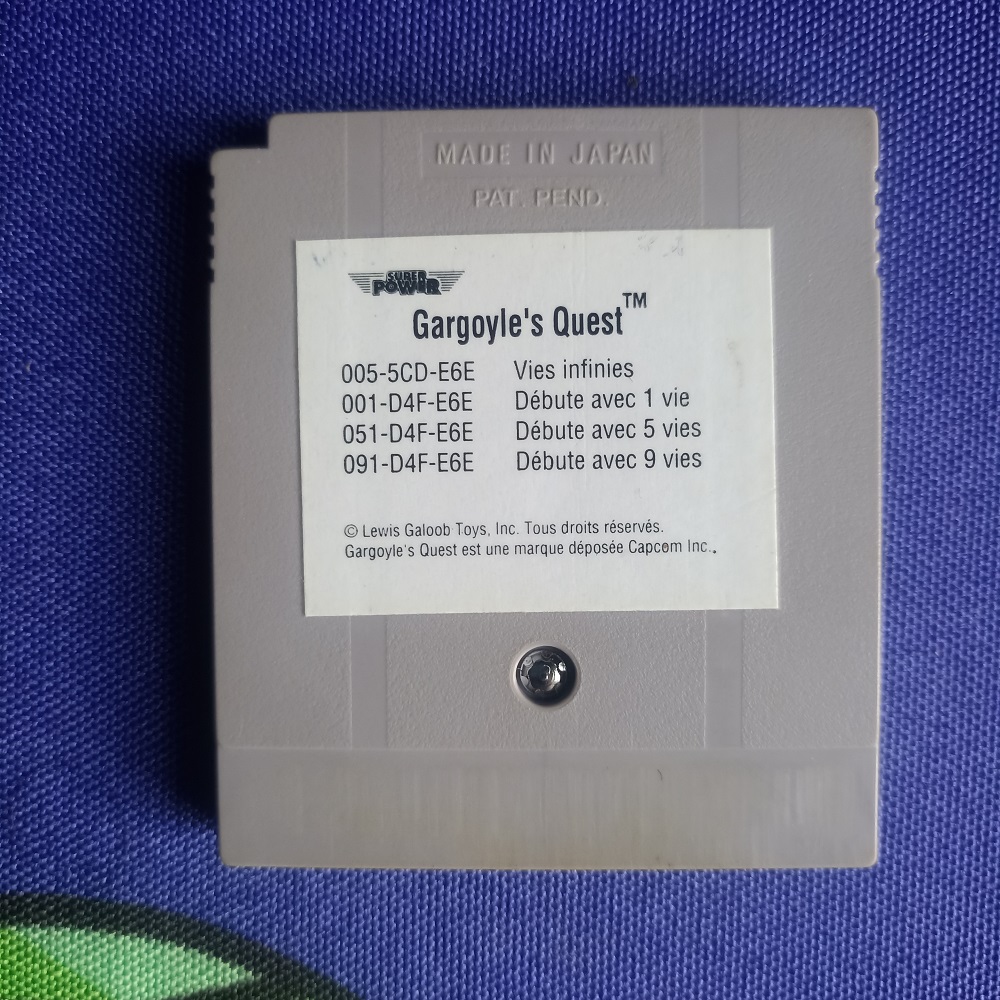 MADE IN JAPAN
PAT. PEND.
SUPER
POWER
Gargoyle's Quest™
005-5CD-E6E Vies infinies
001-D4F-E6E Débute avec 1 vie
051-D4F-E6E Débute avec 5 vies
091-D4F-E6E Débute avec 9 vies
© Lewis Galoob Toys, Inc. Tous droits réservés.
Gargoyle's Quest est une marque déposée Capcom Inc..